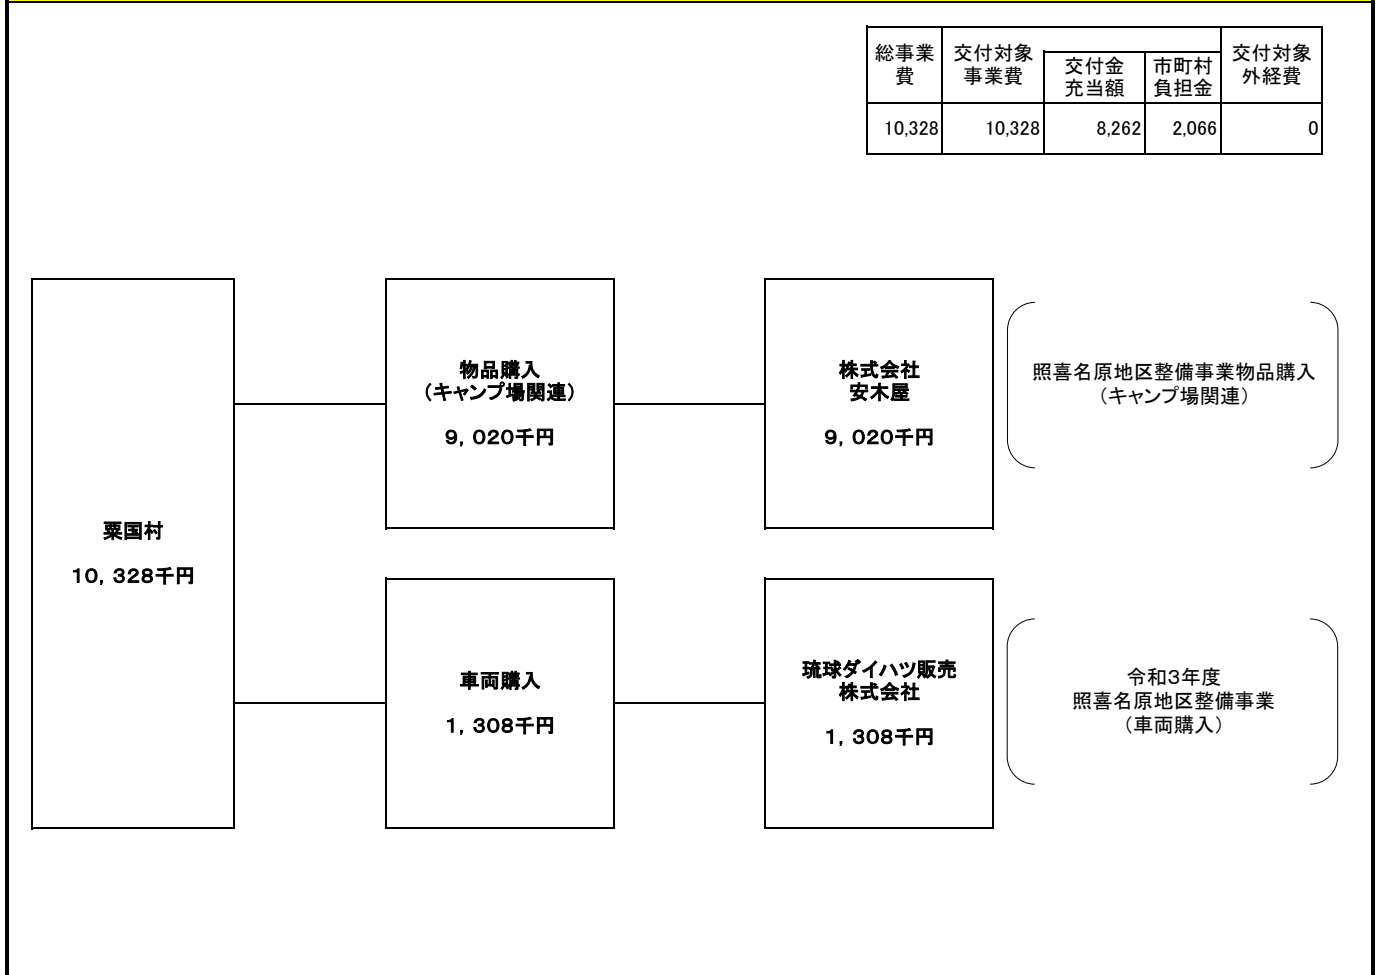 総事業
費
交付対象
事業費
交付金
充当額
市町村
負担金
交付対象
外経費
10,328
10,328
8,262
2,066
0
粟国村
10，328千円
物品購入
（キャンプ場関連）
9，020千円
株式会社
安木屋
9，020千円
照喜名原地区整備事業物品購入
（キャンプ場関連）
車両購入
1，308千円
琉球ダイハツ販売
株式会社
1，308千円
令和3年度
照喜名原地区整備事業
（車両購入）